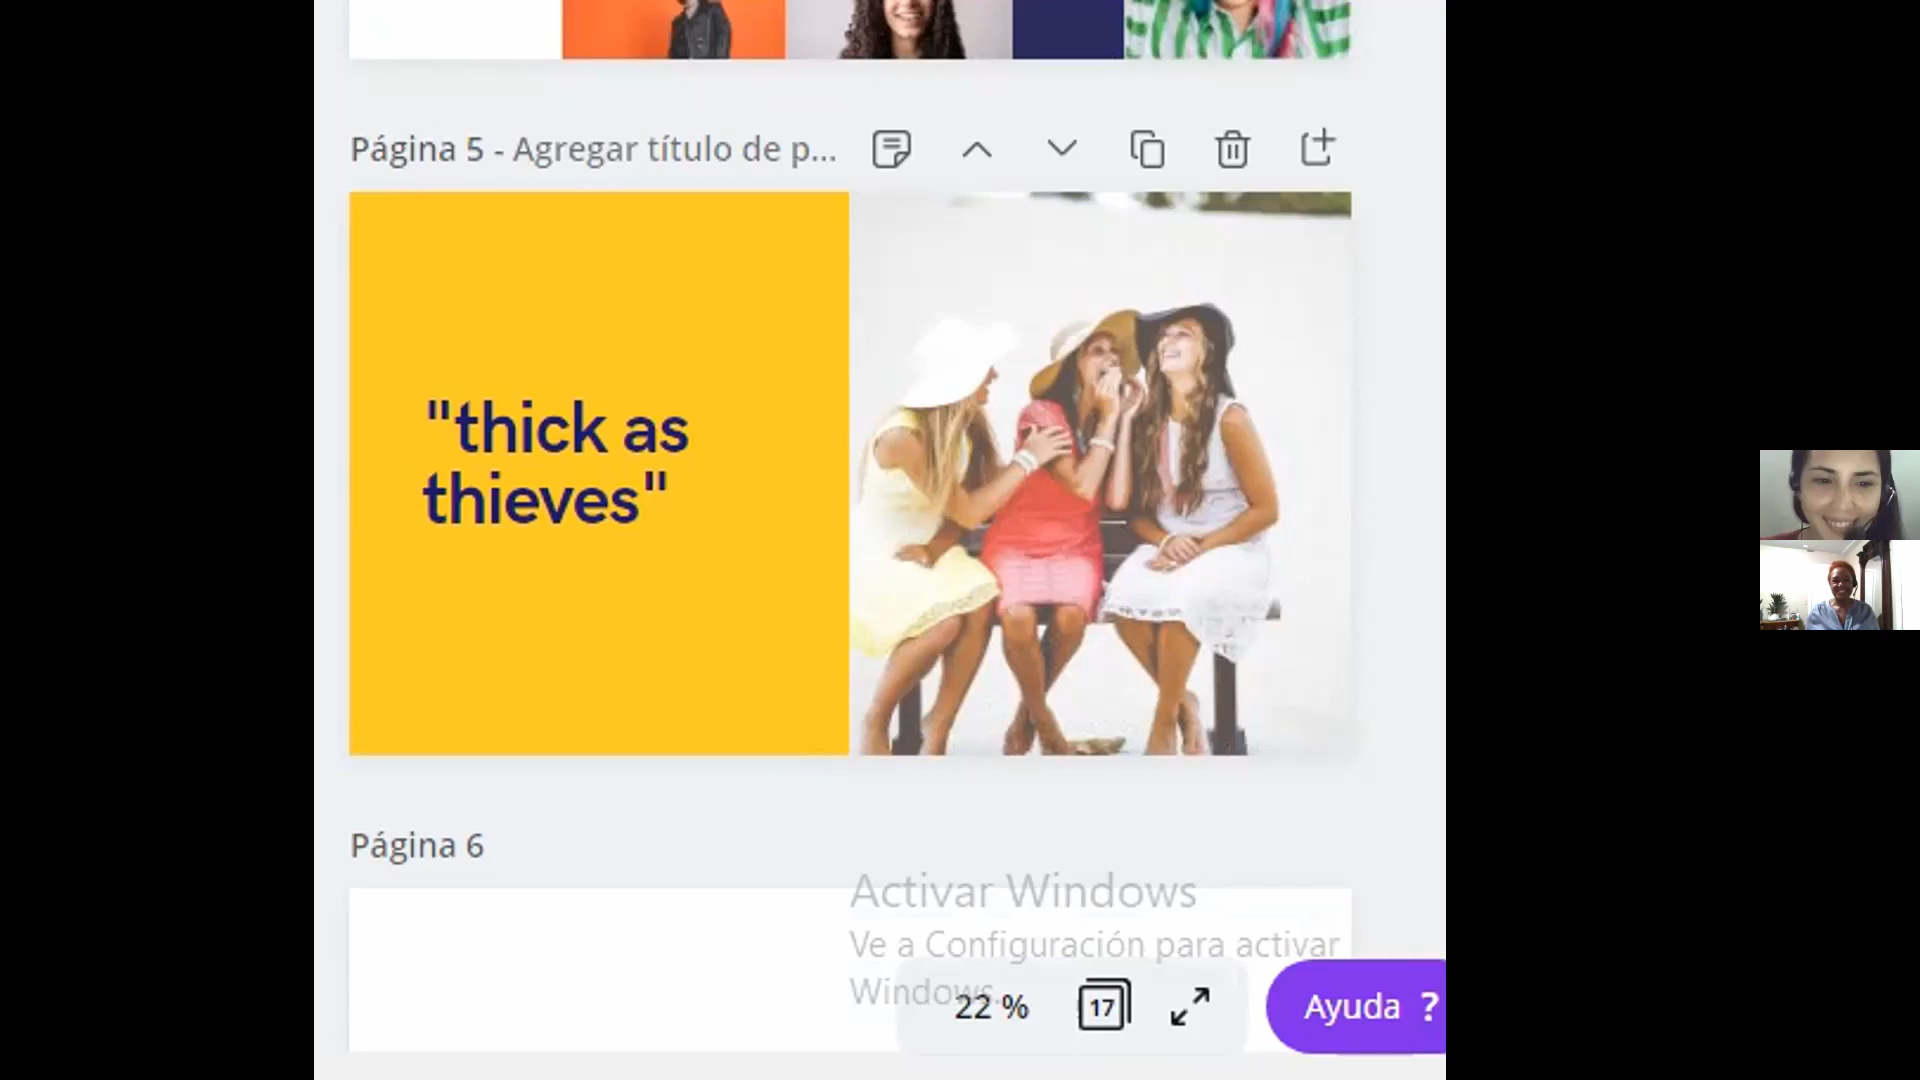 Página 5 - Agregar título de p...
"thick as
thieves"
Página 6
Activar Windows
Ve a Configuración para activar
Windows.
22 %
17
Ayuda ?